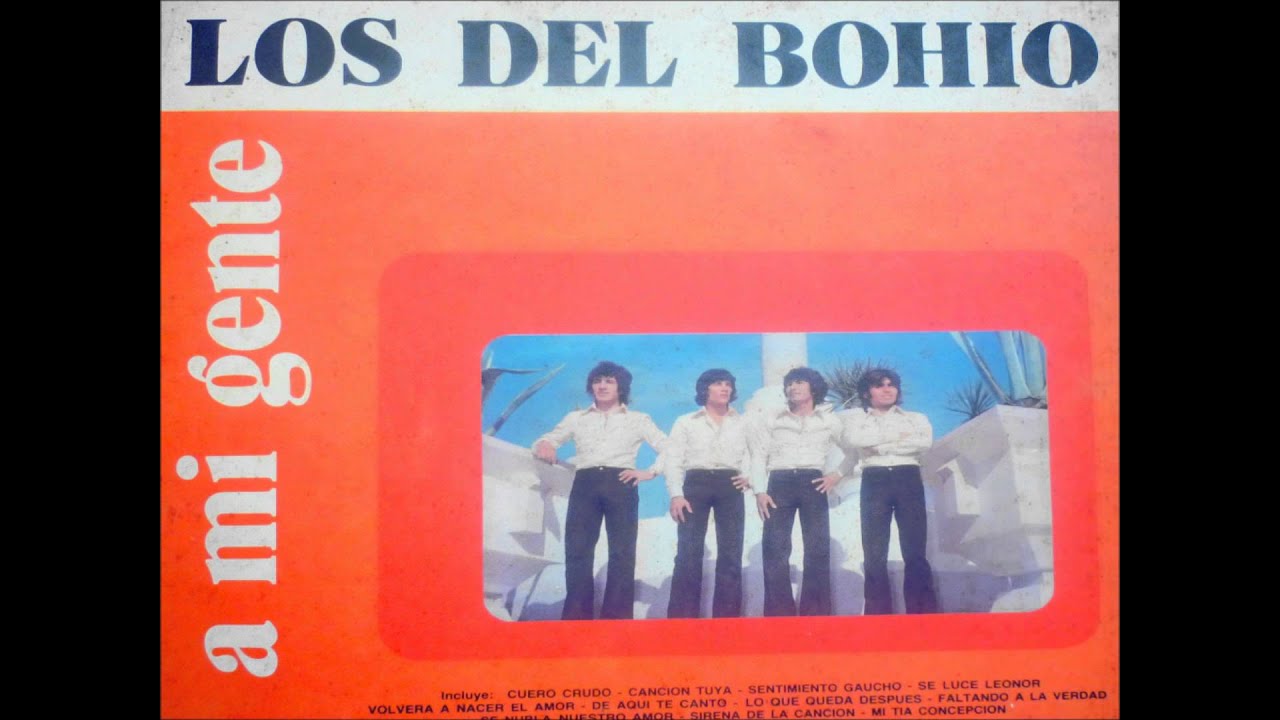 LOS DEL BOHIO
a mi gente
Incluye: CUERO CRUDO - CANCION TUYA - SENTIMIENTO GAUCHO - SE LUCE LEONOR
VOLVERA A NACER EL AMOR - DE AQUI TE CANTO - LO QUE QUEDA DESPUES - FALTANDO A LA VERDAD
SE NUBLA NUESTRO AMOR - SIRENA DE LA CANCION - MI TIA CONCEPCION